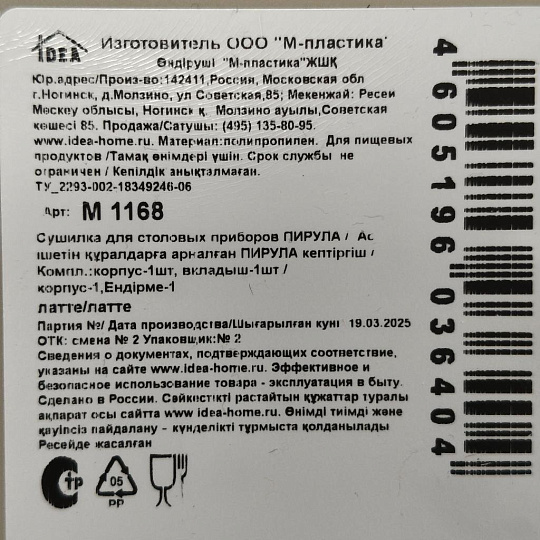 IDEA
Изготовитель ООО "М-пластика"
Өндіруші "М-пластика"ЖШҚ
Юр.адрес/Произ-во:142411,Россия, Московская обл
г.Ногинск, д.Молзино, ул Советская,85; Мекенжай: Ресей
Мәскеу облысы, Ногинск қ. Молзино ауылы,Советская
көшесі 85. Продажа/Сатушы: (495) 135-80-95.
www.idea-home.ru. Материал:полипропилен. Для пищевых
продуктов /Тамақ өнімдері үшін. Срок службы не
ограничен / Кепілдік анықталмаған.
ТУ_2293-002-18349246-06
Арт: М 1168
Сушилка для столовых приборов ПИРУЛА / Ас
ішетін құралдарға арналған ПИРУЛА кептіргіш /
Компл.:корпус-1шт, вкладыш-1шт /
корпус-1,Ендірме-1
латте/латте
Партия №/ Дата производства/Шығарылған күні 19.03.2025
ОТК: смена № 2 Упаковщик:№ 2
Сведения о документах, подтверждающих соответствие,
указаны на сайте www.idea-home.ru. Эффективное и
безопасное использование товара - эксплуатация в быту.
Сделано в России. Сәйкестікті растайтын құжаттар туралы
ақпарат осы сайтта www.idea-home.ru. Өнімді тиімді және
қауіпсіз пайдалану - күнделікті тұрмыста қолданылады
Ресейде жасалған
Стр
05
PP
4 605196 036404